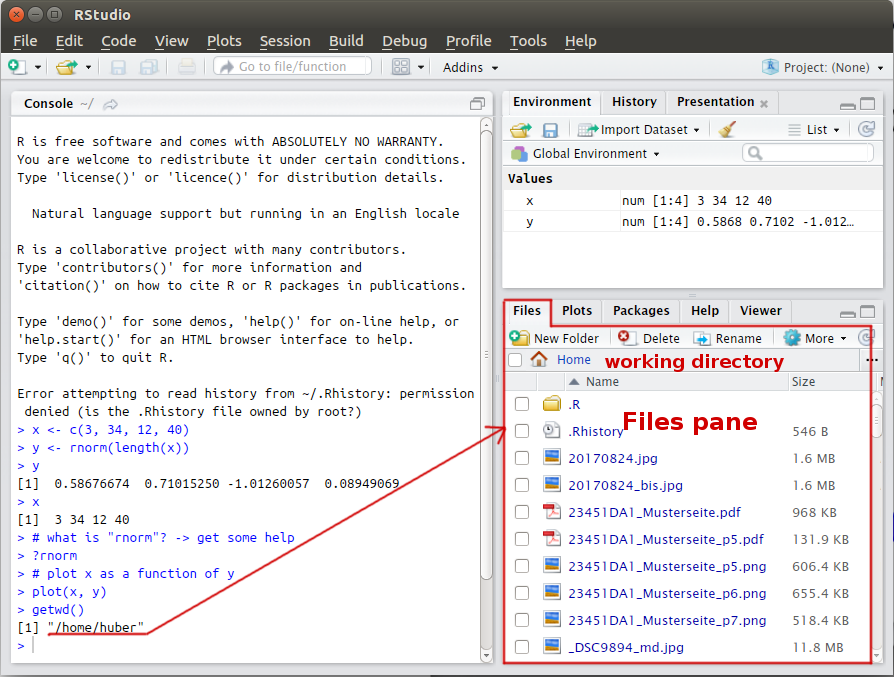 RStudio
File Edit Code View Plots Session Build Debug Profile Tools Help
Go to file/function Addins Project: (None)
Console ~/
R is free software and comes with ABSOLUTELY NO WARRANTY.
You are welcome to redistribute it under certain conditions.
Type 'license()' or 'licence()' for distribution details.
Natural language support but running in an English locale
R is a collaborative project with many contributors.
Type 'contributors()' for more information and
'citation()' on how to cite R or R packages in publications.
Type 'demo()' for some demos, 'help()' for on-line help, or
'help.start()' for an HTML browser interface to help.
Type 'q()' to quit R.
Error attempting to read history from ~/.Rhistory: permission
denied (is the .Rhistory file owned by root?)
> x <- c(3, 34, 12, 40)
> y <- rnorm(length(x))
> y
[1] 0.58676674 0.71015250 -1.01260057 0.08949069
> x
[1] 3 34 12 40
> # what is "rnorm"? -> get some help
> ?rnorm
> # plot x as a function of y
> plot(x, y)
> getwd()
[1] "/home/huber"
>
Environment History Presentation
Import Dataset List
Global Environment
Values
x num [1:4] 3 34 12 40
y num [1:4] 0.5868 0.7102 -1.012…
Files Plots Packages Help Viewer
New Folder Delete Rename More
Home working directory ...
Name Size
.R
Files pane
.Rhistory 546 B
20170824.jpg 1.6 MB
20170824_bis.jpg 1.6 MB
23451DA1_Musterseite.pdf 968 KB
23451DA1_Musterseite_p5.pdf 131.9 KB
23451DA1_Musterseite_p5.png 606.4 KB
23451DA1_Musterseite_p6.png 655.4 KB
23451DA1_Musterseite_p7.png 518.4 KB
_DSC9894_md.jpg 11.8 MB